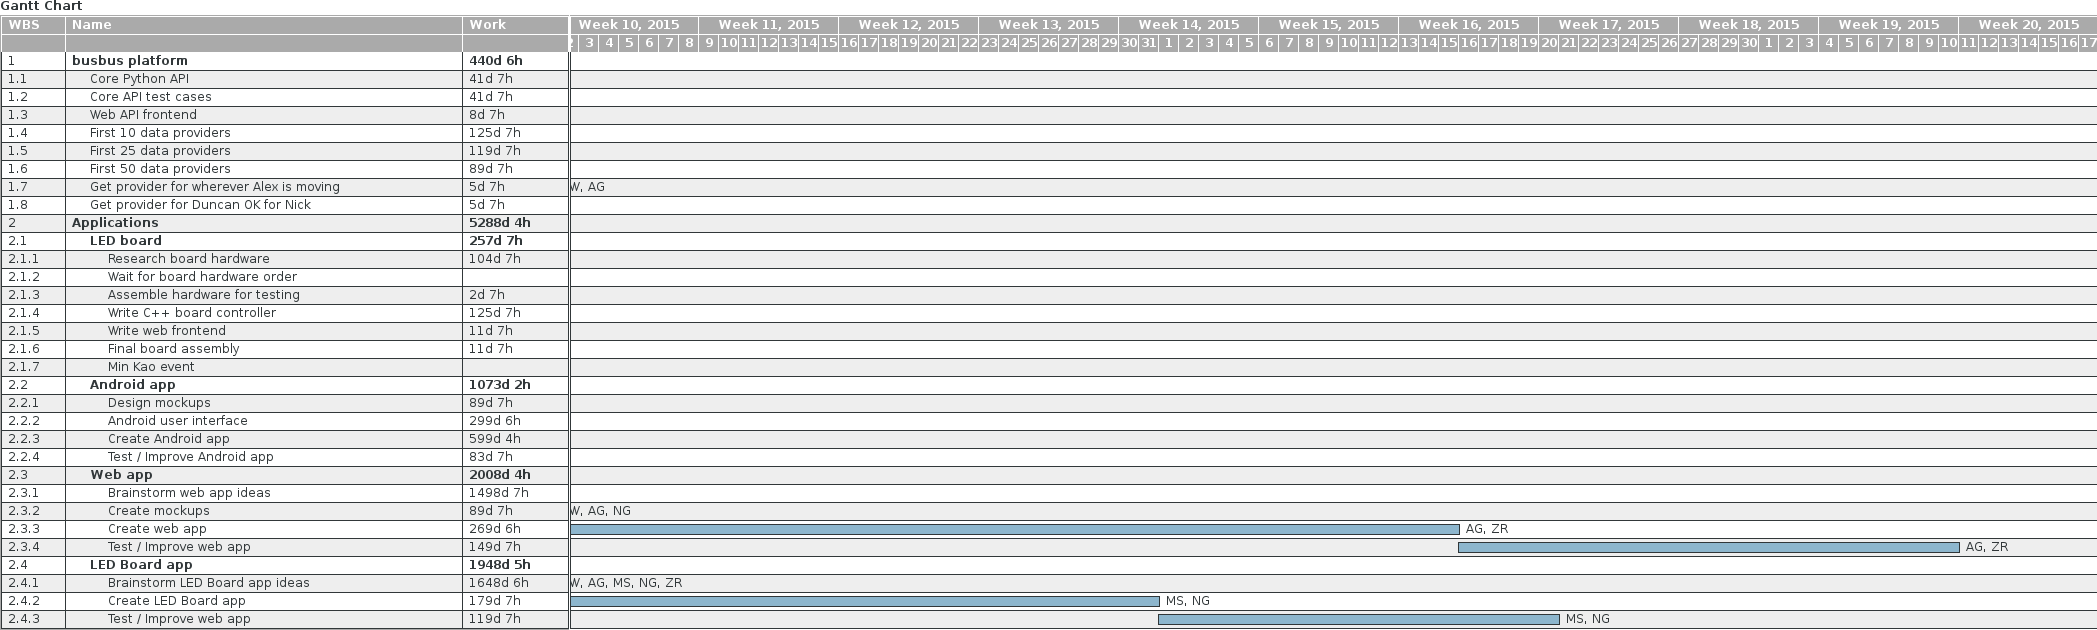 Gantt Chart
WBS Name Work Week 10, 2015 Week 11, 2015 Week 12, 2015 Week 13, 2015 Week 14, 2015 Week 15, 2015 Week 16, 2015 Week 17, 2015 Week 18, 2015 Week 19, 2015 Week 20, 2015
3 4 5 6 7 8 9 10 11 12 13 14 15 16 17 18 19 20 21 22 23 24 25 26 27 28 29 30 31 1 2 3 4 5 6 7 8 9 10 11 12 13 14 15 16 17 18 19 20 21 22 23 24 25 26 27 28 29 30 1 2 3 4 5 6 7 8 9 10 11 12 13 14 15 16 17
1 busbus platform 440d 6h
1.1 Core Python API 41d 7h
1.2 Core API test cases 41d 7h
1.3 Web API frontend 8d 7h
1.4 First 10 data providers 125d 7h
1.5 First 25 data providers 119d 7h
1.6 First 50 data providers 89d 7h
1.7 Get provider for wherever Alex is moving 5d 7h W, AG
1.8 Get provider for Duncan OK for Nick 5d 7h
2 Applications 5288d 4h
2.1 LED board 257d 7h
2.1.1 Research board hardware 104d 7h
2.1.2 Wait for board hardware order
2.1.3 Assemble hardware for testing 2d 7h
2.1.4 Write C++ board controller 125d 7h
2.1.5 Write web frontend 11d 7h
2.1.6 Final board assembly 11d 7h
2.1.7 Min Kao event
2.2 Android app 1073d 2h
2.2.1 Design mockups 89d 7h
2.2.2 Android user interface 299d 6h
2.2.3 Create Android app 599d 4h
2.2.4 Test / Improve Android app 83d 7h
2.3 Web app 2008d 4h
2.3.1 Brainstorm web app ideas 1498d 7h
2.3.2 Create mockups 89d 7h W, AG, NG
2.3.3 Create web app 269d 6h AG, ZR
2.3.4 Test / Improve web app 149d 7h AG, ZR
2.4 LED Board app 1948d 5h
2.4.1 Brainstorm LED Board app ideas 1648d 6h W, AG, MS, NG, ZR
2.4.2 Create LED Board app 179d 7h MS, NG
2.4.3 Test / Improve web app 119d 7h MS, NG